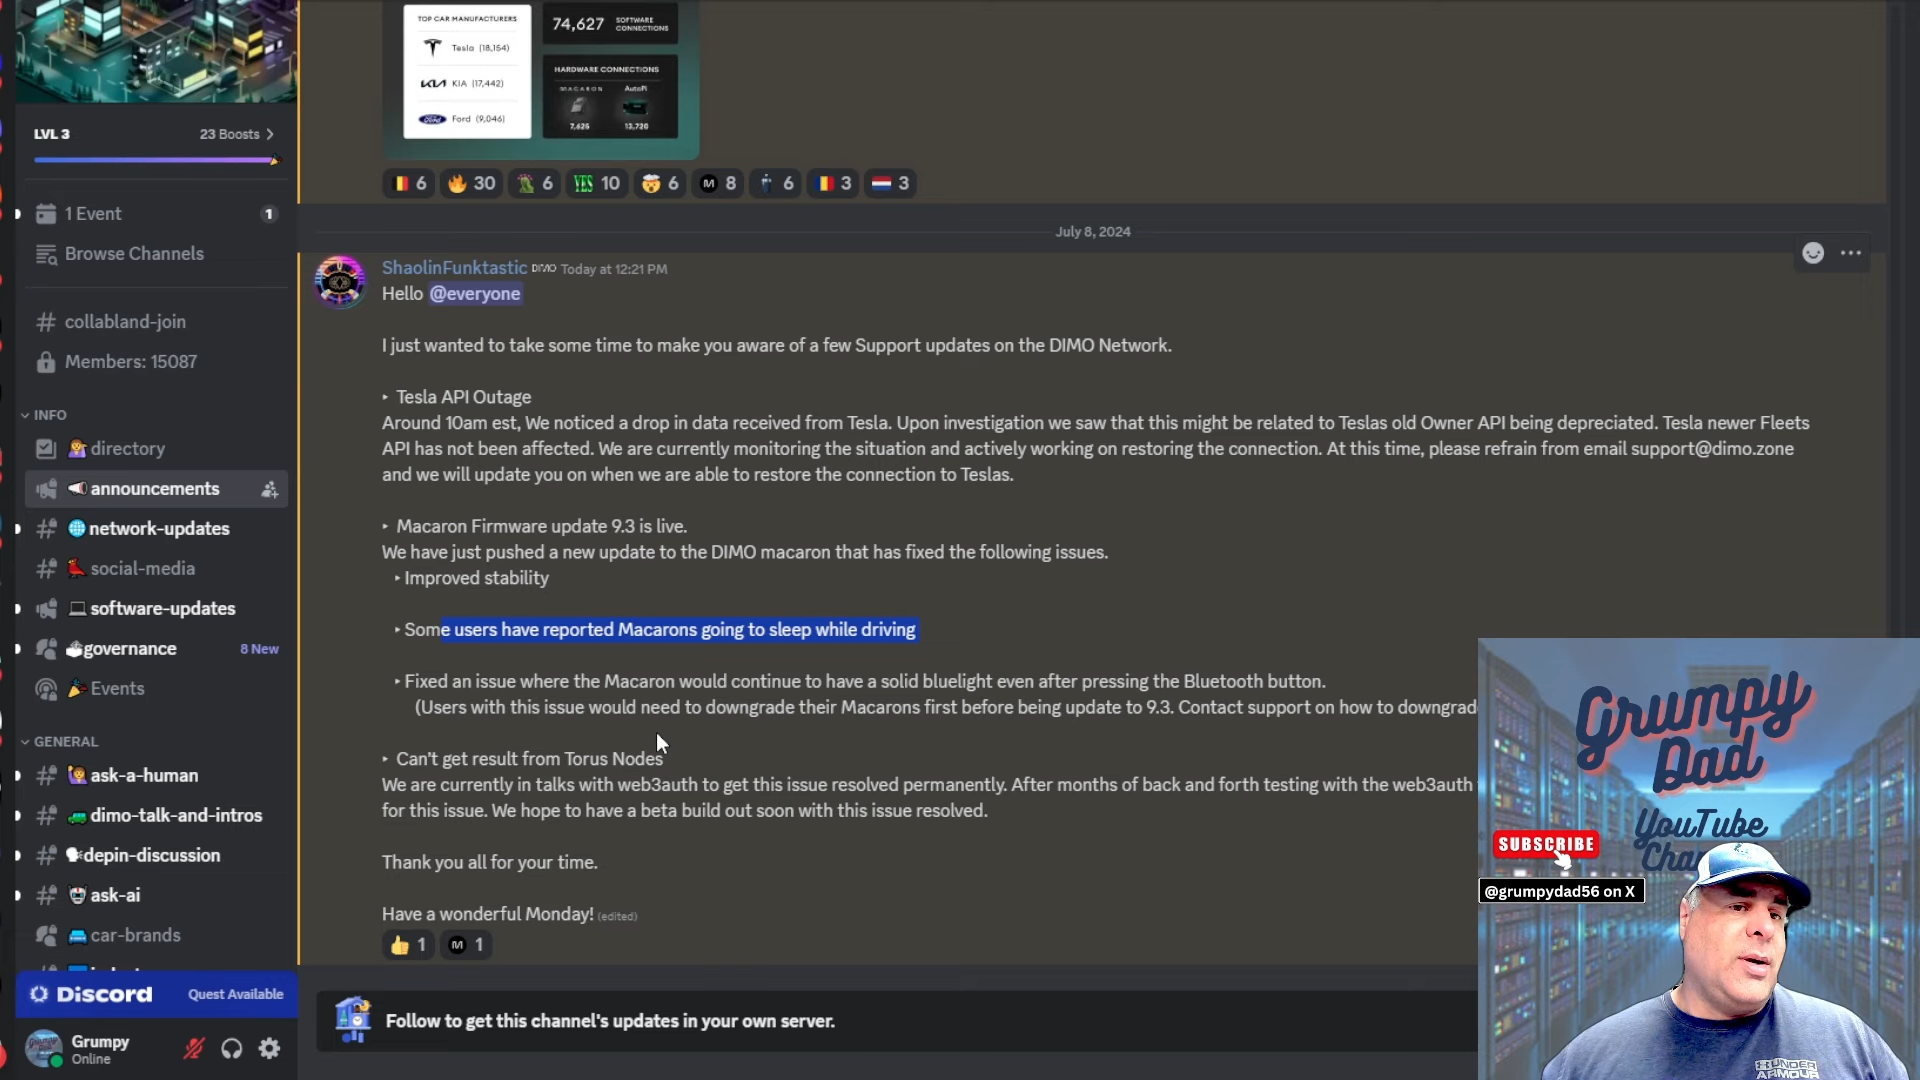 TOP CAR MANUFACTURERS
Tesla (18,154)
KIA (17,442)
Ford (9,046)
74,627 SOFTWARE CONNECTIONS
HARDWARE CONNECTIONS
MACARON AutoPi
7,625 13,720
LVL 3 23 Boosts
6 30 6 YES 10 6 8 6 3 3
1 Event 1
Browse Channels
collabland-join
Members: 15087
INFO
directory
announcements
network-updates
social-media
software-updates
governance 8 New
Events
GENERAL
ask-a-human
dimo-talk-and-intros
depin-discussion
ask-ai
car-brands
Discord Quest Available
Grumpy
Online
July 8, 2024
ShaolinFunktastic DIMO Today at 12:21 PM
Hello @everyone
I just wanted to take some time to make you aware of a few Support updates on the DIMO Network.
‣ Tesla API Outage
Around 10am est, We noticed a drop in data received from Tesla. Upon investigation we saw that this might be related to Teslas old Owner API being depreciated. Tesla newer Fleets
API has not been affected. We are currently monitoring the situation and actively working on restoring the connection. At this time, please refrain from email support@dimo.zone
and we will update you on when we are able to restore the connection to Teslas.
‣ Macaron Firmware update 9.3 is live.
We have just pushed a new update to the DIMO macaron that has fixed the following issues.
‣ Improved stability
‣ Some users have reported Macarons going to sleep while driving
‣ Fixed an issue where the Macaron would continue to have a solid bluelight even after pressing the Bluetooth button.
(Users with this issue would need to downgrade their Macarons first before being update to 9.3. Contact support on how to downgrad
‣ Can't get result from Torus Nodes
We are currently in talks with web3auth to get this issue resolved permanently. After months of back and forth testing with the web3auth
for this issue. We hope to have a beta build out soon with this issue resolved.
Thank you all for your time.
Have a wonderful Monday! (edited)
1 1
Follow to get this channel's updates in your own server.
Grumpy
Dad
YouTube
SUBSCRIBE
@grumpydad56 on X
UNDER
ARMOUR